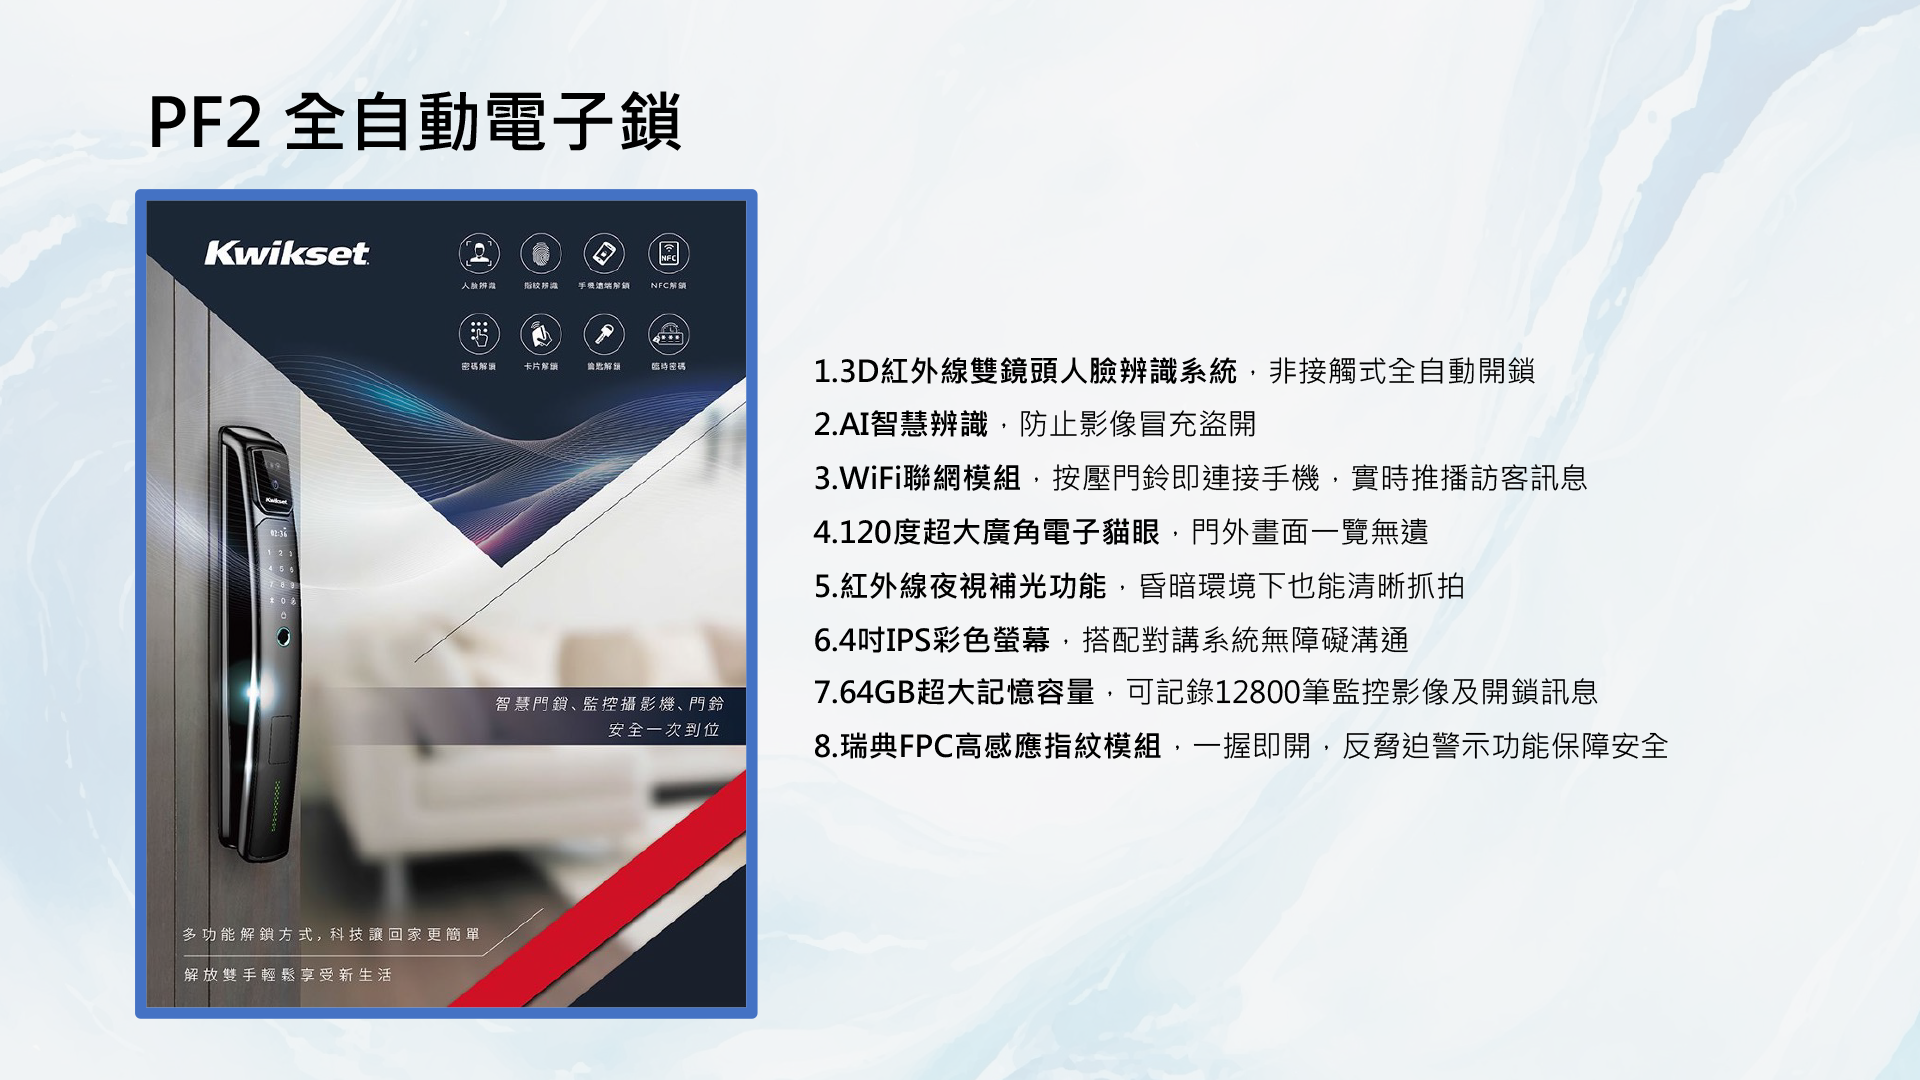 PF2 全自動電子鎖
Kwikset
人臉辨識 指紋辨識 手機遠端解鎖 NFC解鎖
NFC
密碼解鎖 卡片解鎖 鑰匙解鎖 臨時密碼
Kwikset
02:36
1 2 3
4 5 6
7 8 9
智慧門鎖、監控攝影機、門鈴
安全一次到位
多功能解鎖方式,科技讓回家更簡單
解放雙手輕鬆享受新生活
1.3D紅外線雙鏡頭人臉辨識系統，非接觸式全自動開鎖
2.AI智慧辨識，防止影像冒充盜開
3.WiFi聯網模組，按壓門鈴即連接手機，實時推播訪客訊息
4.120度超大廣角電子貓眼，門外畫面一覽無遺
5.紅外線夜視補光功能，昏暗環境下也能清晰抓拍
6.4吋IPS彩色螢幕，搭配對講系統無障礙溝通
7.64GB超大記憶容量，可記錄12800筆監控影像及開鎖訊息
8.瑞典FPC高感應指紋模組，一握即開，反脅迫警示功能保障安全